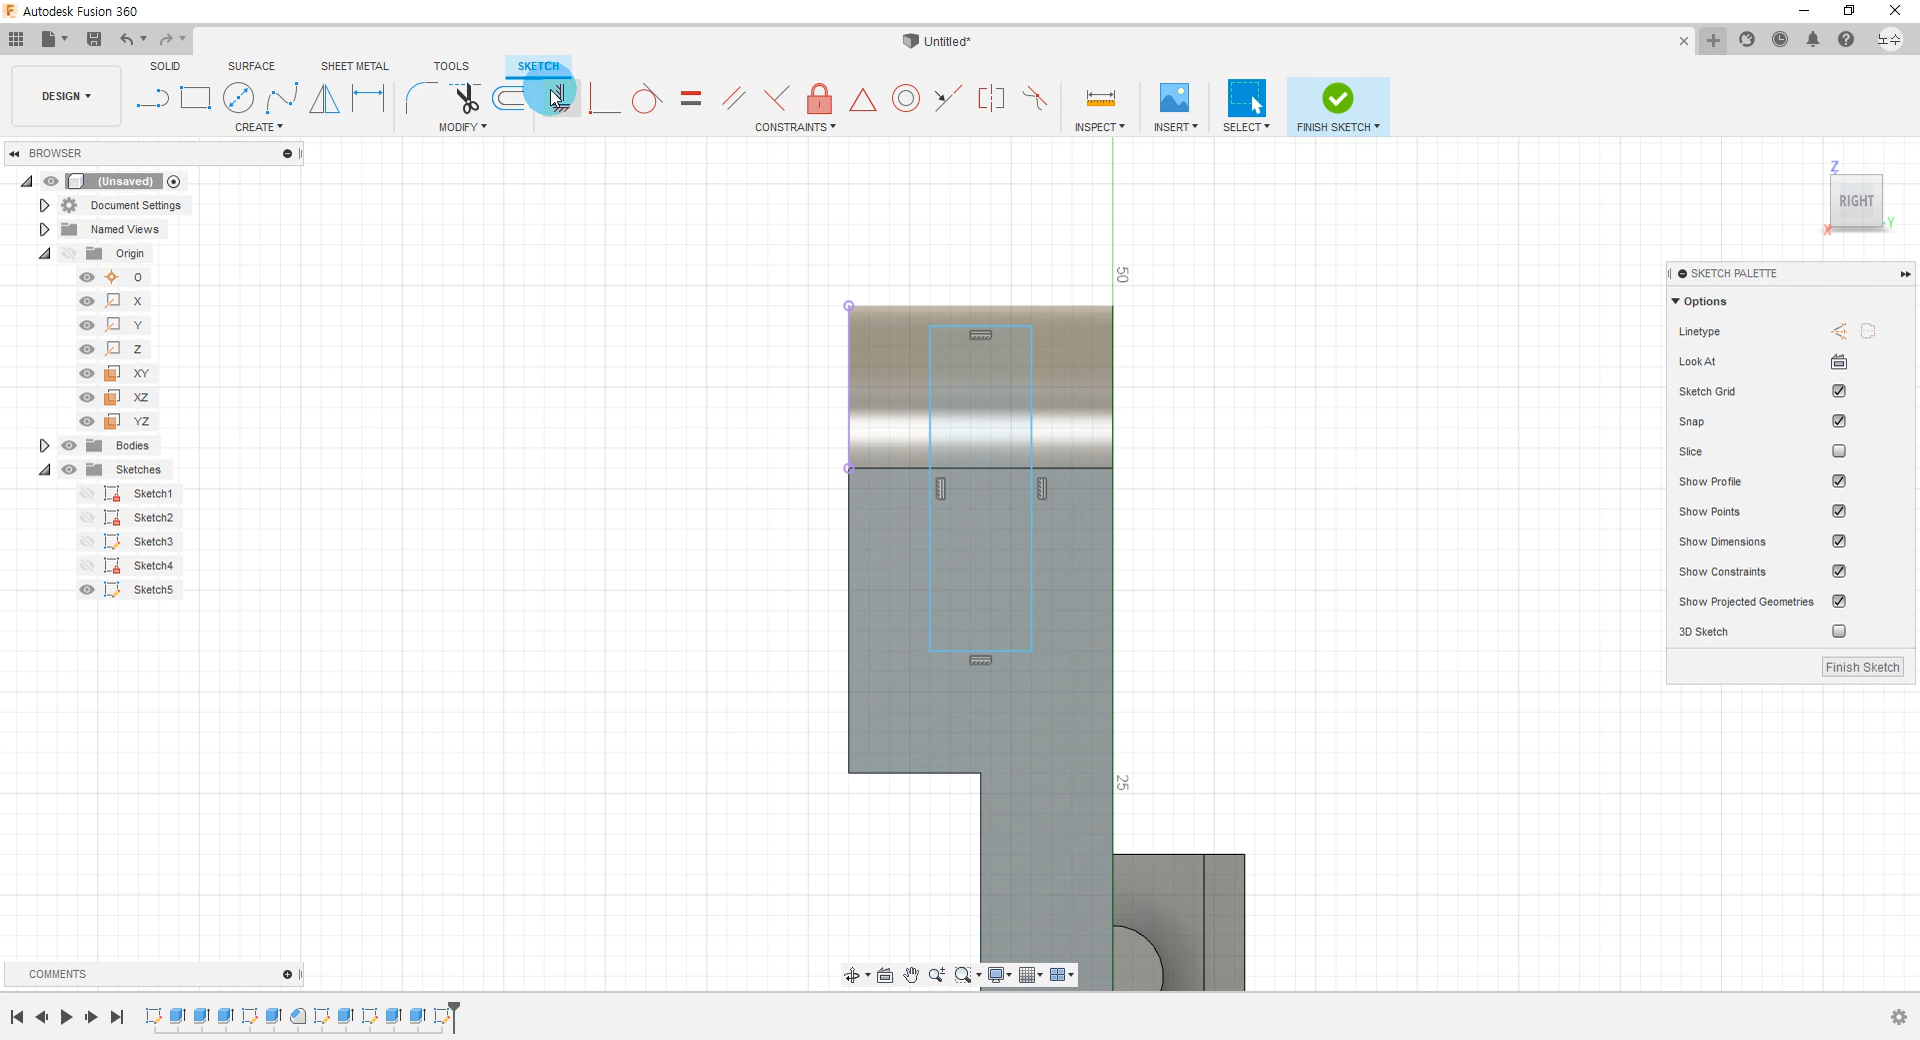 Autodesk Fusion 360
Untitled*
노수
DESIGN
SOLID
SURFACE
SHEET METAL
TOOLS
SKETCH
CREATE
MODIFY
CONSTRAINTS
INSPECT
INSERT
SELECT
FINISH SKETCH
BROWSER
(Unsaved)
Document Settings
Named Views
Origin
O
X
Y
Z
XY
XZ
YZ
Bodies
Sketches
Sketch1
Sketch2
Sketch3
Sketch4
Sketch5
50
25
Z
RIGHT
X
Y
SKETCH PALETTE
Options
Linetype
Look At
Sketch Grid
Snap
Slice
Show Profile
Show Points
Show Dimensions
Show Constraints
Show Projected Geometries
3D Sketch
Finish Sketch
COMMENTS